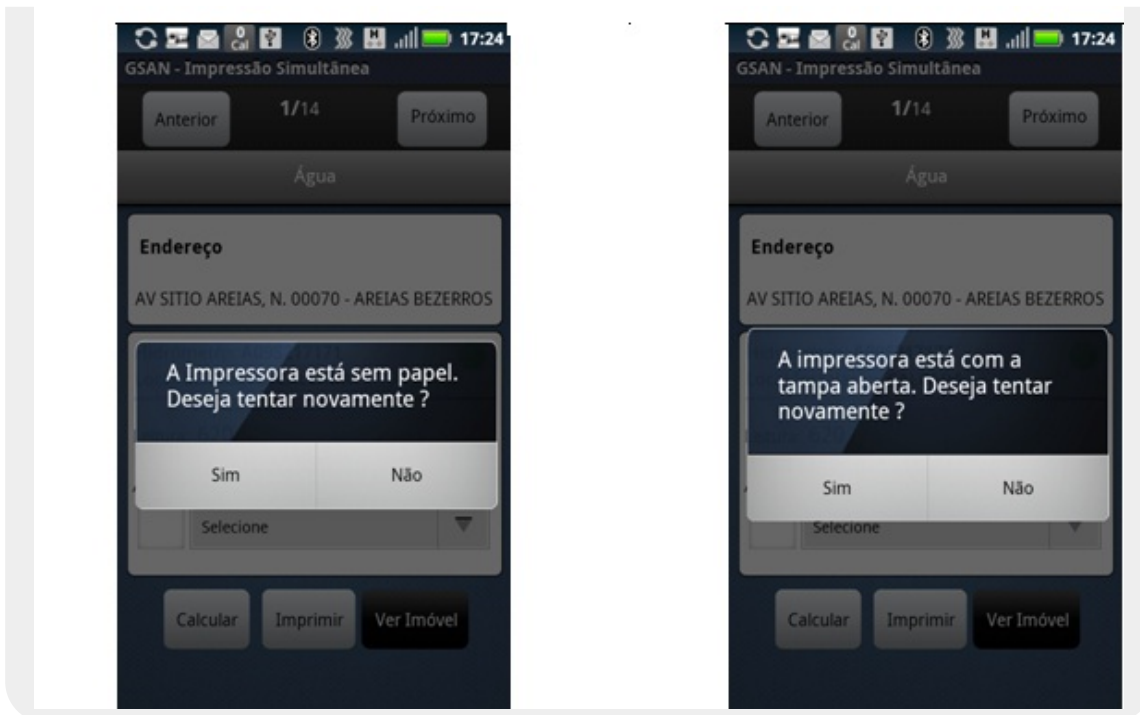 17:24
GSAN - Impressão Simultânea
Anterior
1/14
Próximo
Água
Endereço
AV SITIO AREIAS, N. 00070 - AREIAS BEZERROS
A Impressora está sem papel.
Deseja tentar novamente ?
Sim
Não
Selecione
Calcular
Imprimir
Ver Imóvel
17:24
GSAN - Impressão Simultânea
Anterior
1/14
Próximo
Água
Endereço
AV SITIO AREIAS, N. 00070 - AREIAS BEZERROS
A impressora está com a
tampa aberta. Deseja tentar
novamente ?
Sim
Não
Selecione
Calcular
Imprimir
Ver Imóvel